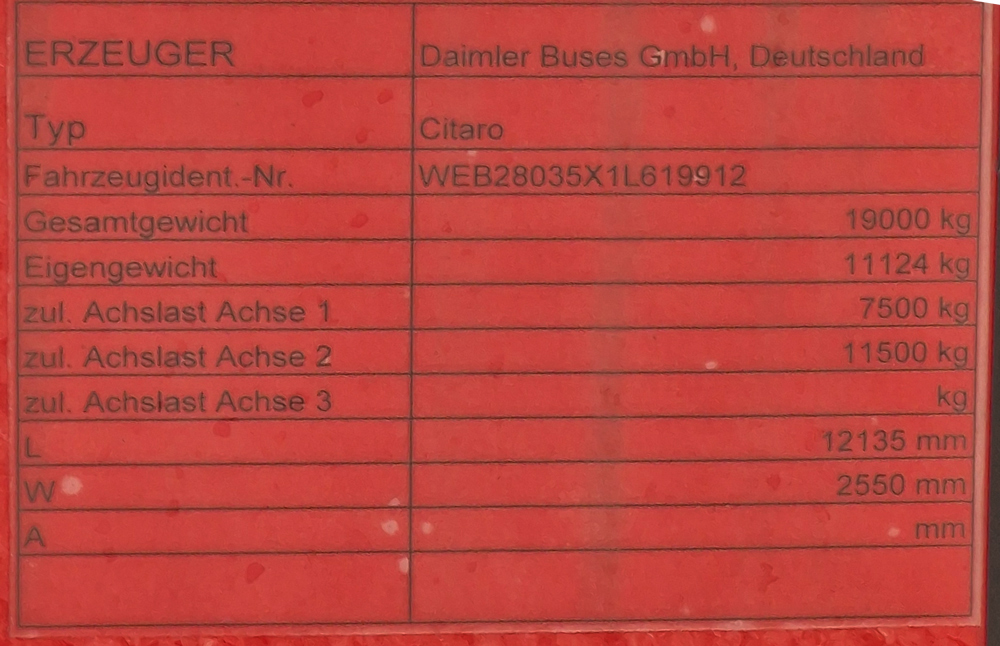 ERZEUGER Daimler Buses GmbH, Deutschland
Typ Citaro
Fahrzeugident.-Nr. WEB28035X1L619912
Gesamtgewicht 19000 kg
Eigengewicht 11124 kg
zul. Achslast Achse 1 7500 kg
zul. Achslast Achse 2 11500 kg
zul. Achslast Achse 3 kg
L 12135 mm
W 2550 mm
A mm